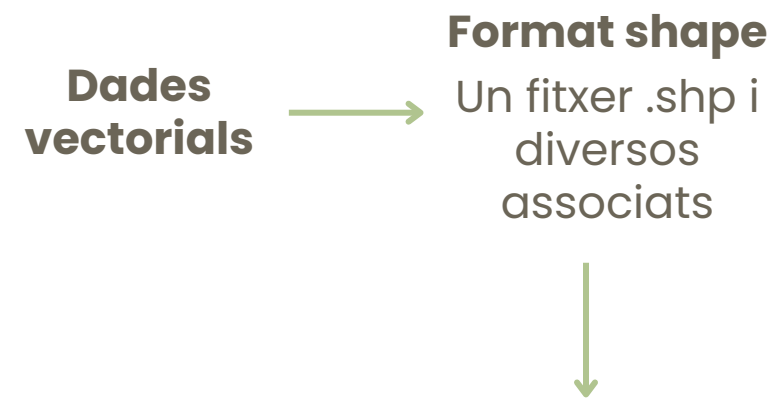 Dades
vectorials
Format shape
Un fitxer .shp i
diversos
associats